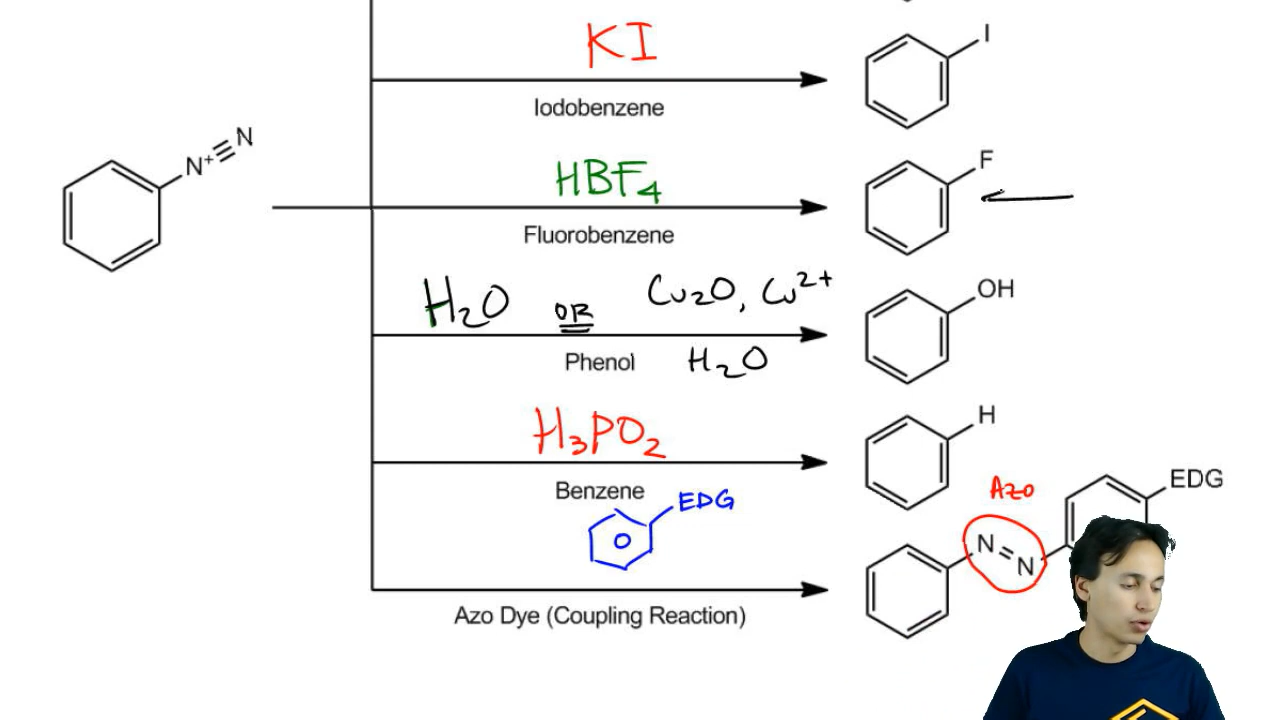 I
KI
Iodobenzene
N⁺≡N
F
HBF₄
Fluorobenzene
OH
H₂O OR Cu₂O, Cu²⁺
Phenol H₂O
H
H₃PO₂
Benzene
EDG
Azo
EDG
N=N
Azo Dye (Coupling Reaction)